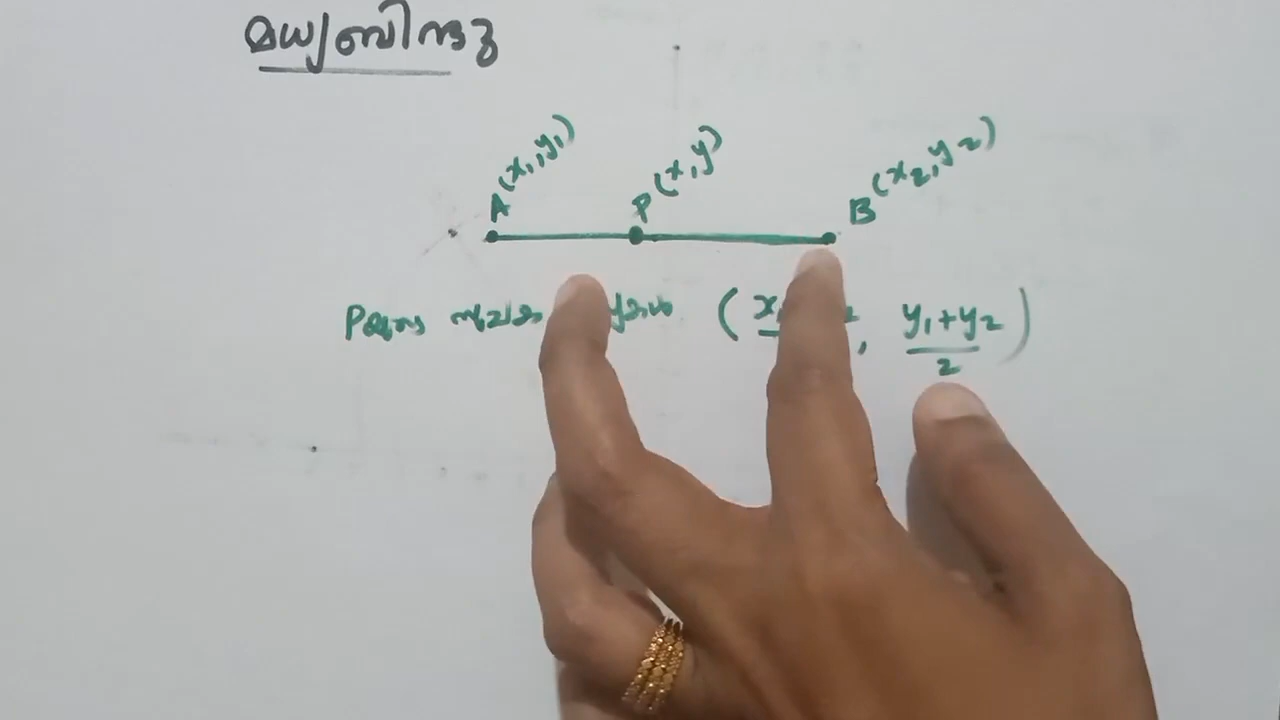 മധ്യബിന്ദു
A(x₁,y₁) P(x,y) B(x₂,y₂)
P യുടെ ( , y₁+y₂/2 )